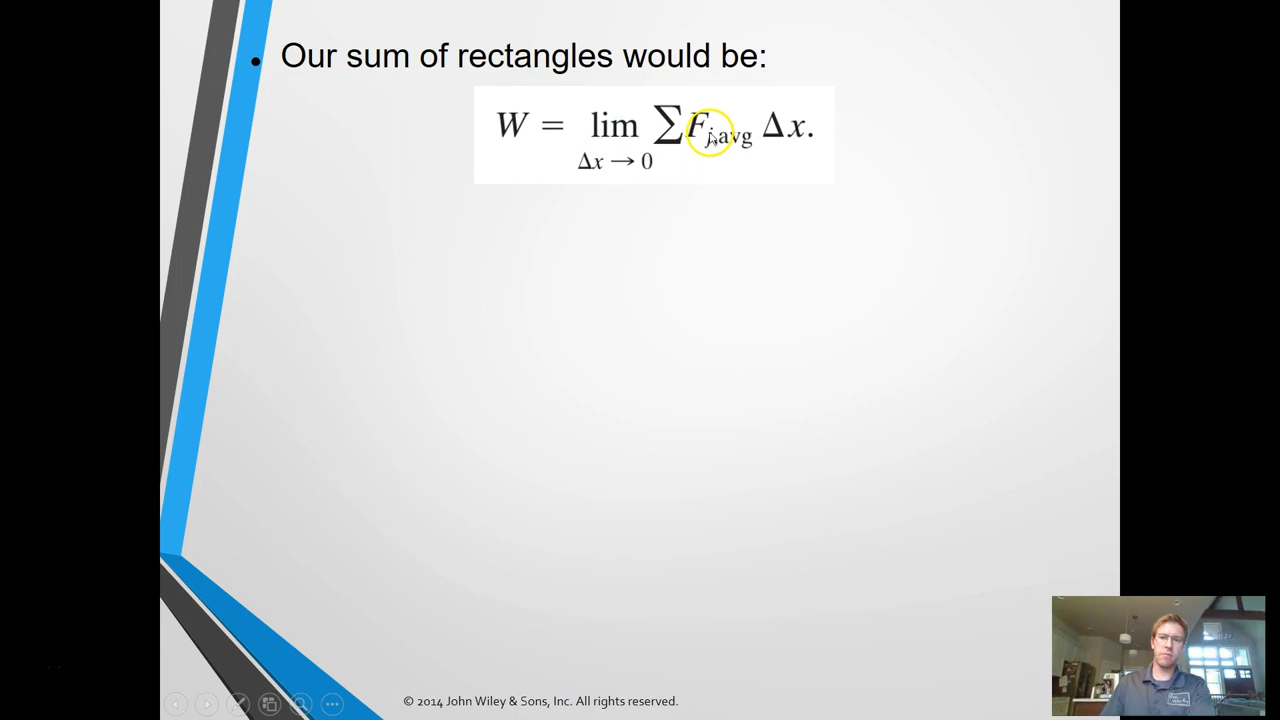 • Our sum of rectangles would be:
W = lim ΣF j,avg Δx.
Δx → 0
© 2014 John Wiley & Sons, Inc. All rights reserved.